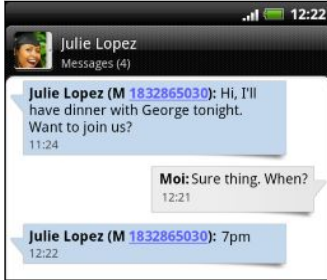 12:22
Julie Lopez
Messages (4)
Julie Lopez (M 1832865030): Hi, I'll
have dinner with George tonight.
Want to join us?
11:24
Moi: Sure thing. When?
12:21
Julie Lopez (M 1832865030): 7pm
12:22